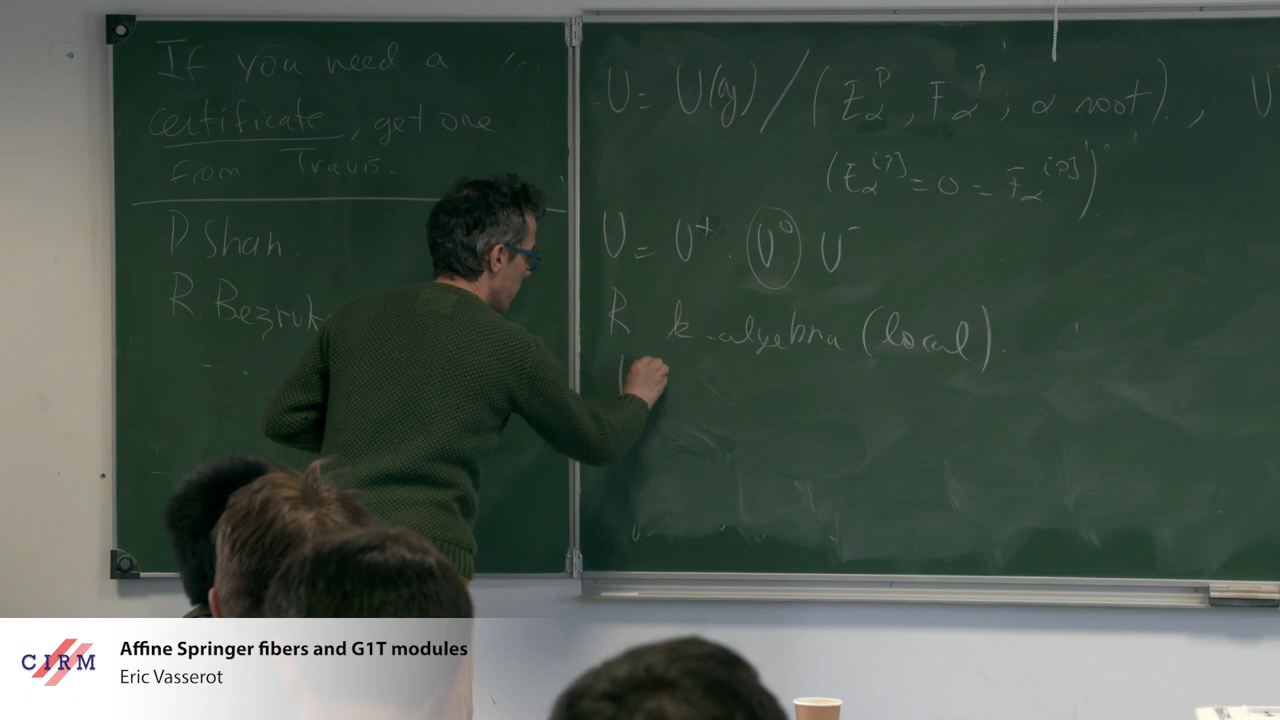 If you need a
certificate, get one
from Travis.
P. Shan.
R. Bezruk
U = U(g) / (E_α^p, F_α^p ; α root). , U
(E_α^{[p]} = 0 = F_α^{[p]})
U = U^+ . U^0 U^-
R k-algebra (local).
CIRM
Affine Springer fibers and G1T modules
Eric Vasserot